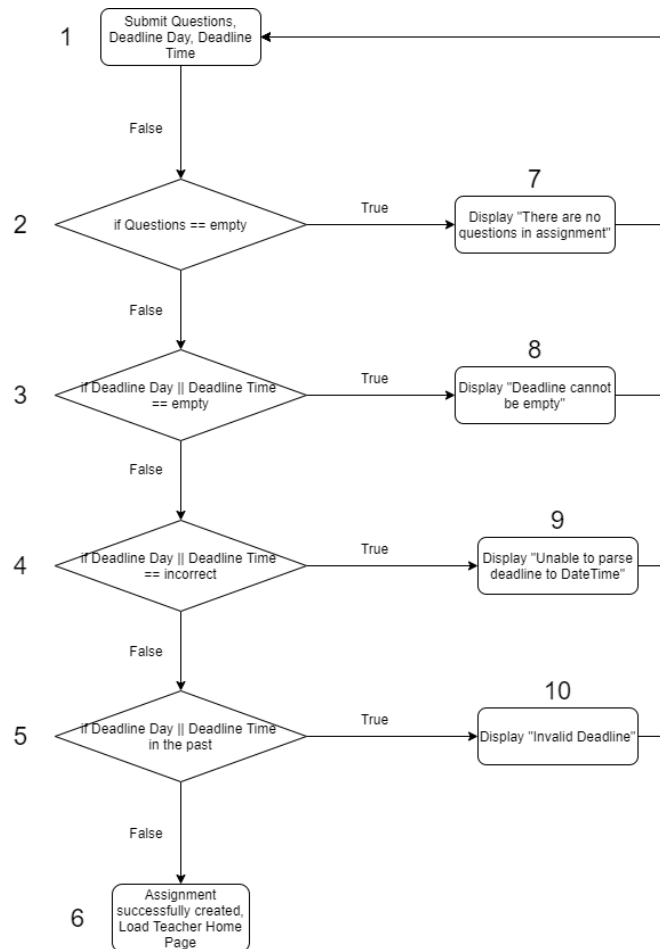 1
Submit Questions,
Deadline Day, Deadline
Time
False
2
if Questions == empty
True
7
Display "There are no
questions in assignment"
False
3
if Deadline Day || Deadline Time
== empty
True
8
Display "Deadline cannot
be empty"
False
4
if Deadline Day || Deadline Time
== incorrect
True
9
Display "Unable to parse
deadline to DateTime"
False
5
if Deadline Day || Deadline Time
in the past
True
10
Display "Invalid Deadline"
False
6
Assignment
successfully created,
Load Teacher Home
Page